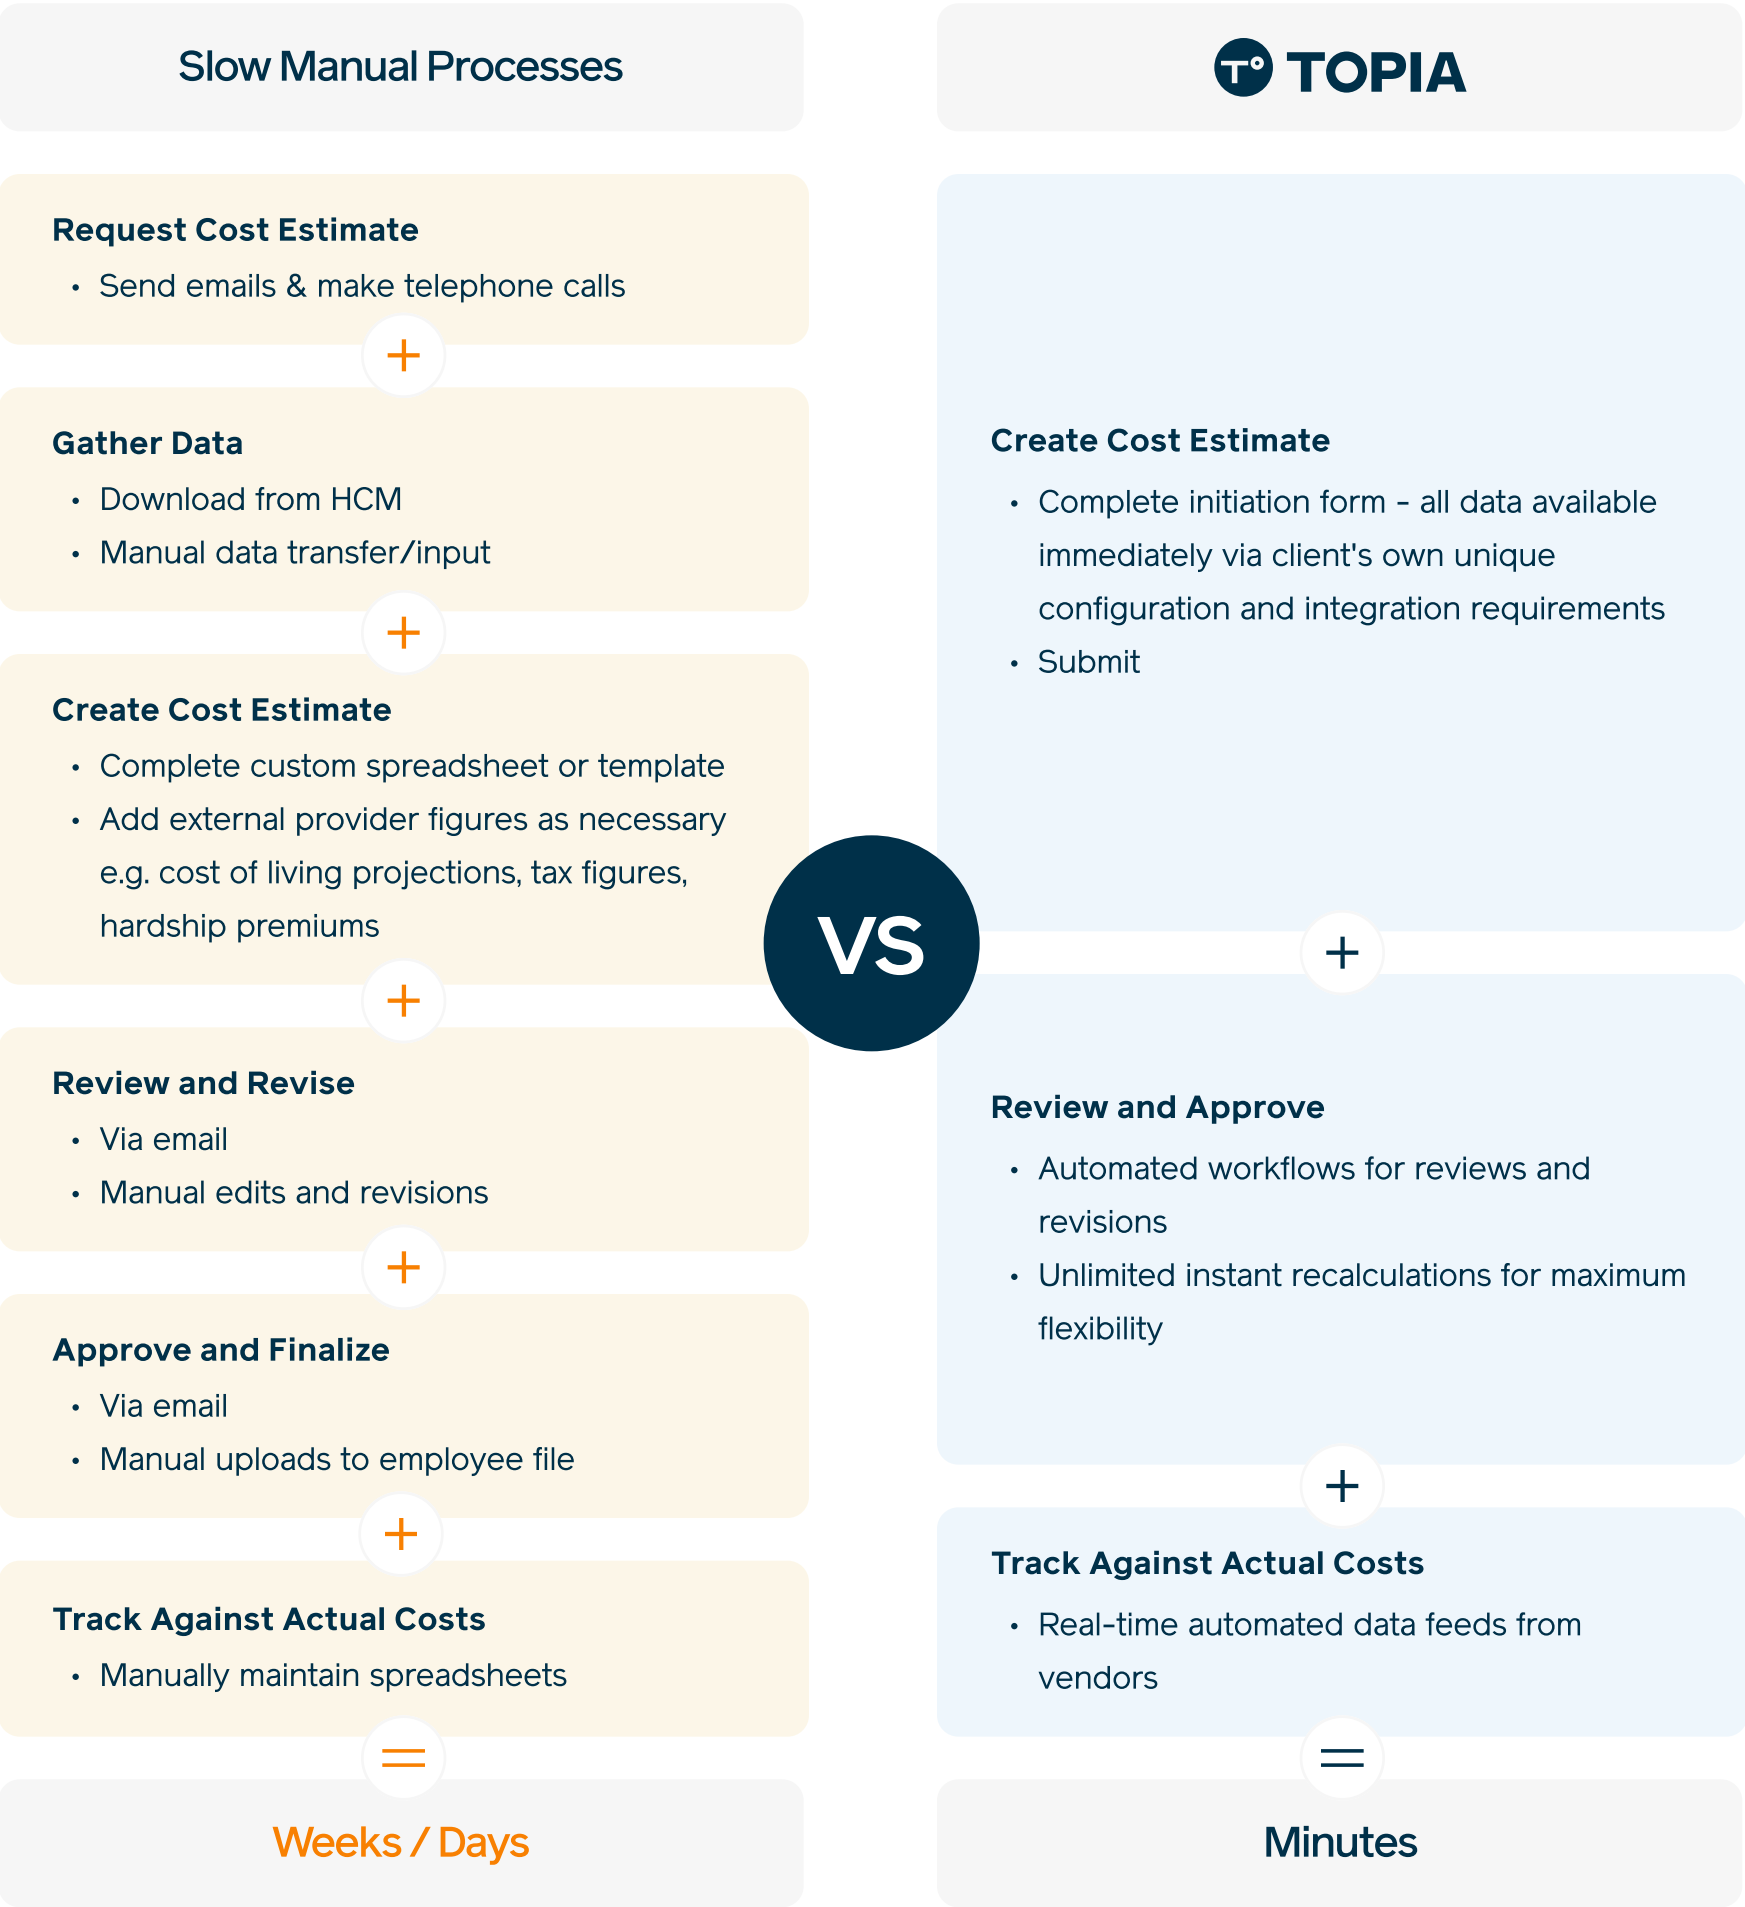 Slow Manual Processes
Request Cost Estimate
• Send emails & make telephone calls
+
Gather Data
• Download from HCM
• Manual data transfer/input
+
Create Cost Estimate
• Complete custom spreadsheet or template
• Add external provider figures as necessary
e.g. cost of living projections, tax figures,
hardship premiums
+
Review and Revise
• Via email
• Manual edits and revisions
+
Approve and Finalize
• Via email
• Manual uploads to employee file
+
Track Against Actual Costs
• Manually maintain spreadsheets
=
Weeks / Days
VS
T° TOPIA
Create Cost Estimate
• Complete initiation form - all data available
immediately via client's own unique
configuration and integration requirements
• Submit
+
Review and Approve
• Automated workflows for reviews and
revisions
• Unlimited instant recalculations for maximum
flexibility
+
Track Against Actual Costs
• Real-time automated data feeds from
vendors
=
Minutes